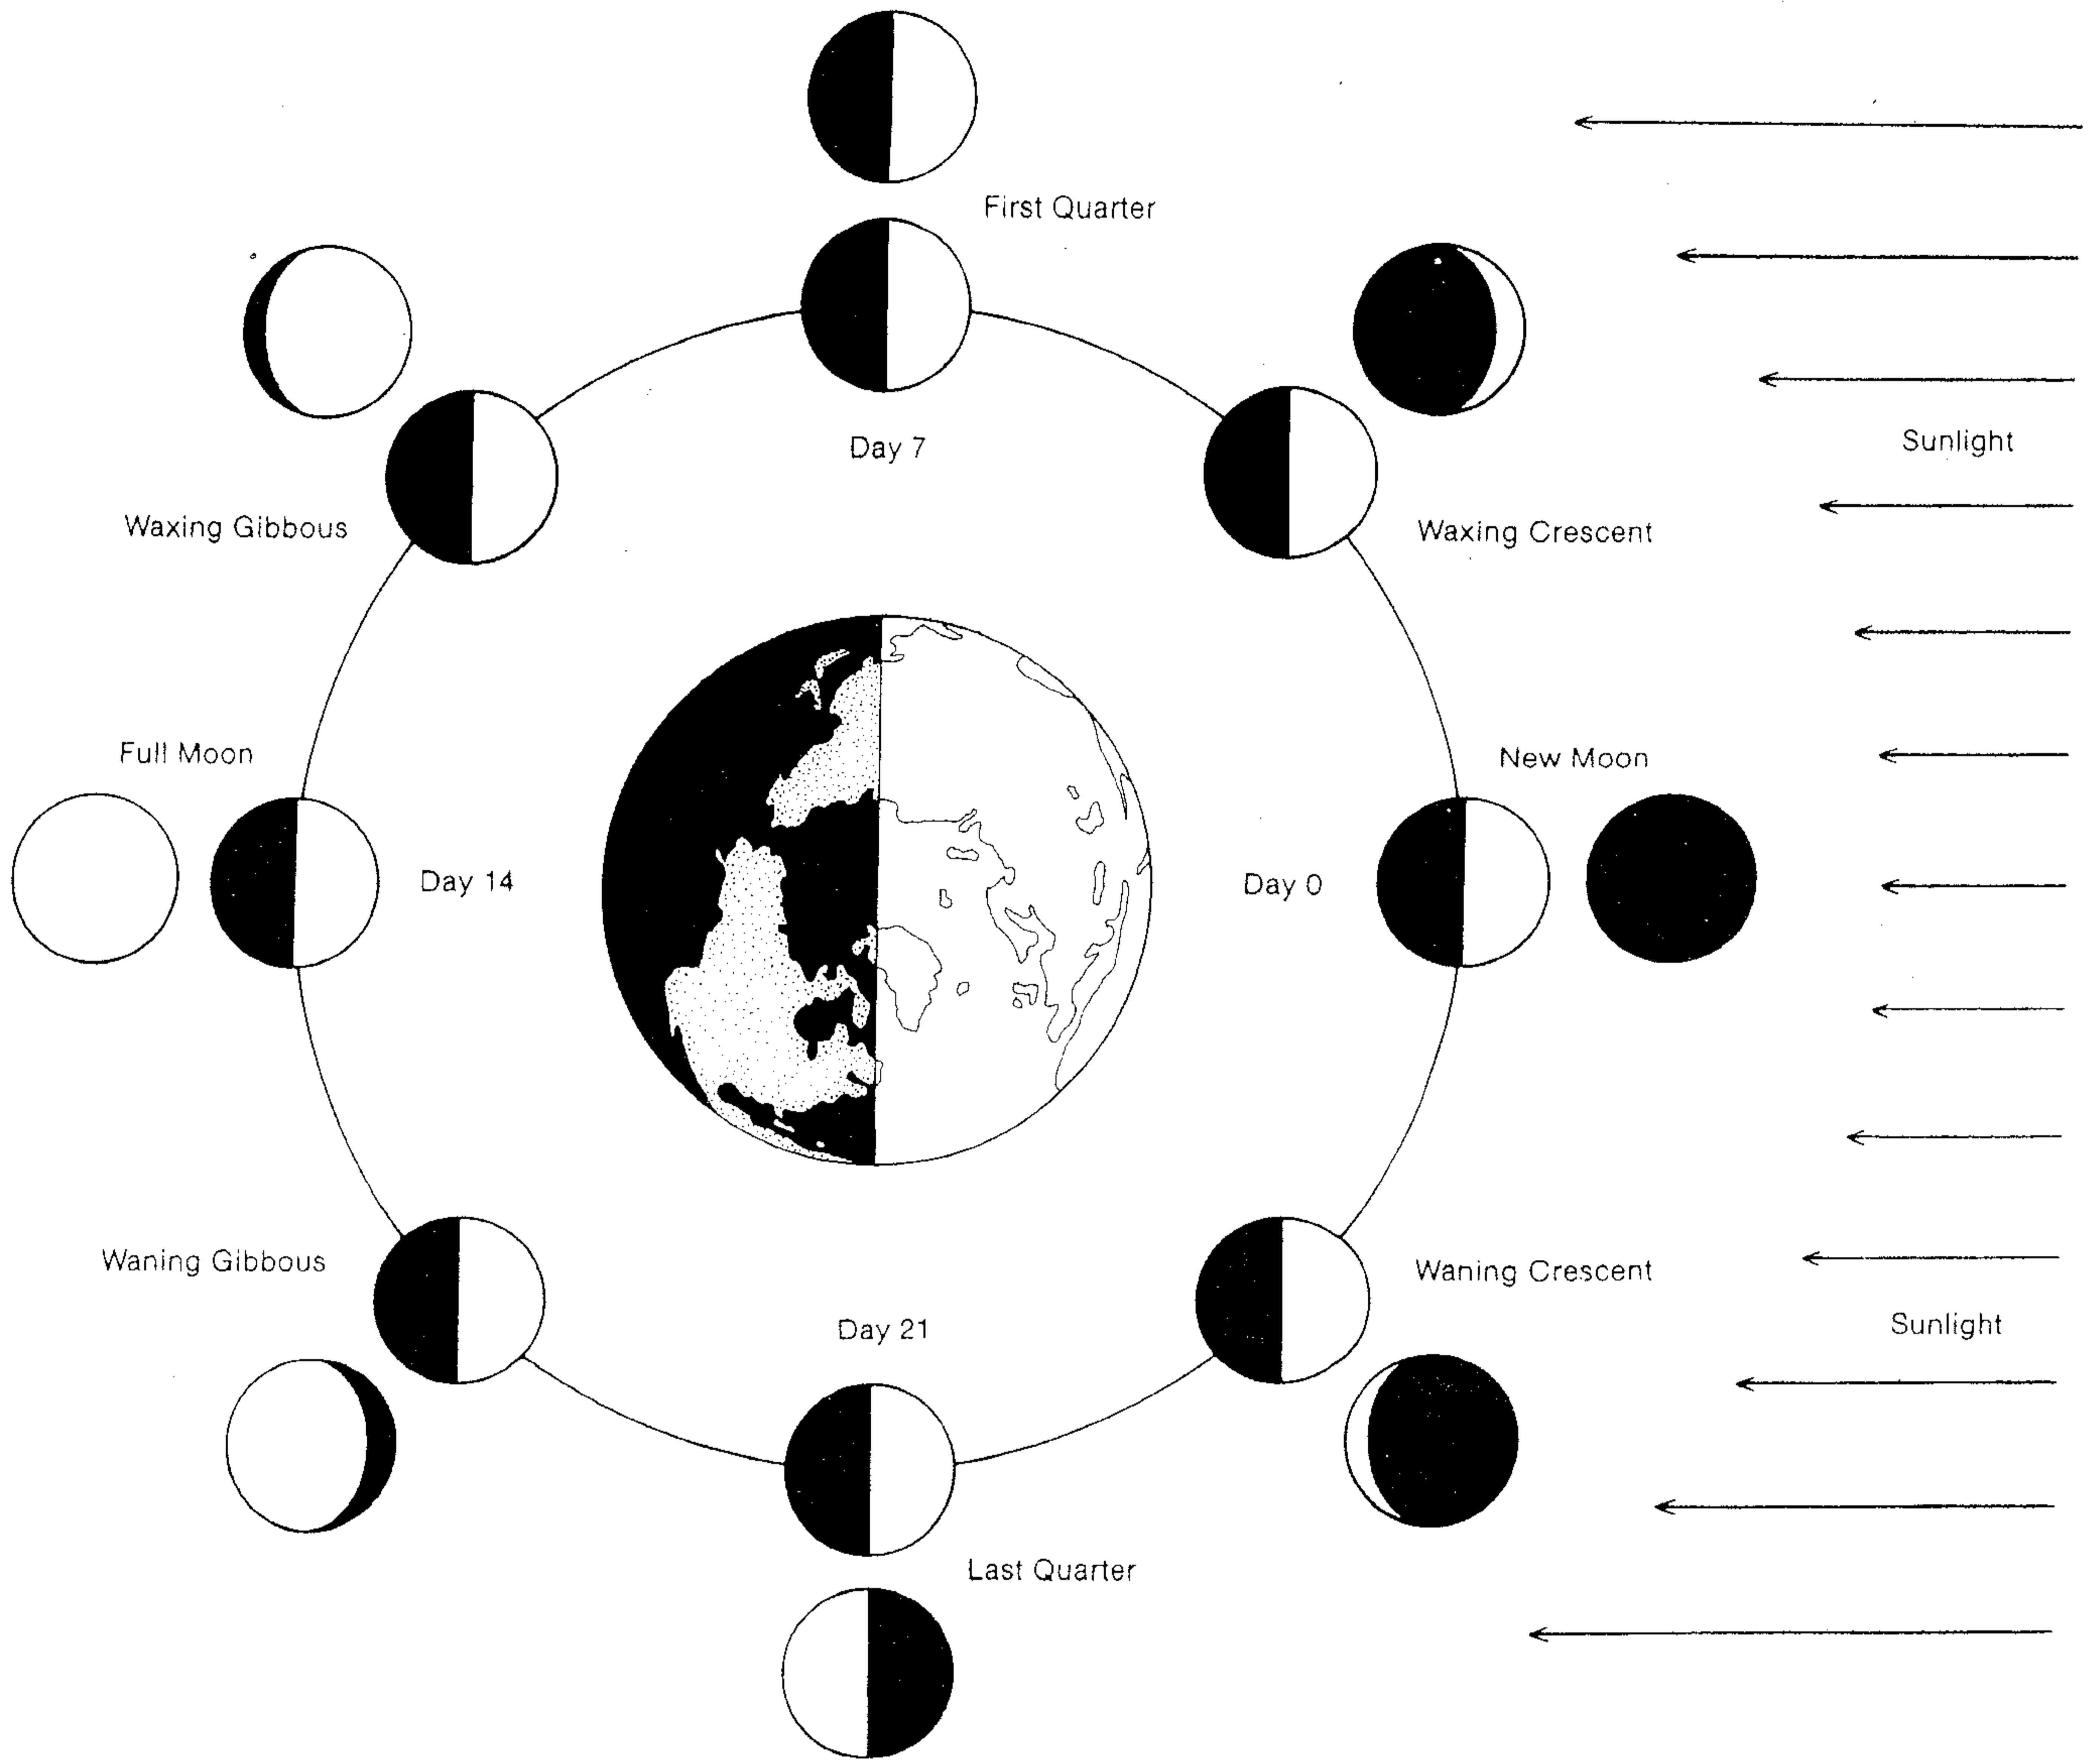 First Quarter
Sunlight
Day 7
Waxing Gibbous
Waxing Crescent
Full Moon
New Moon
Day 14
Day 0
Waning Gibbous
Waning Crescent
Sunlight
Day 21
Last Quarter